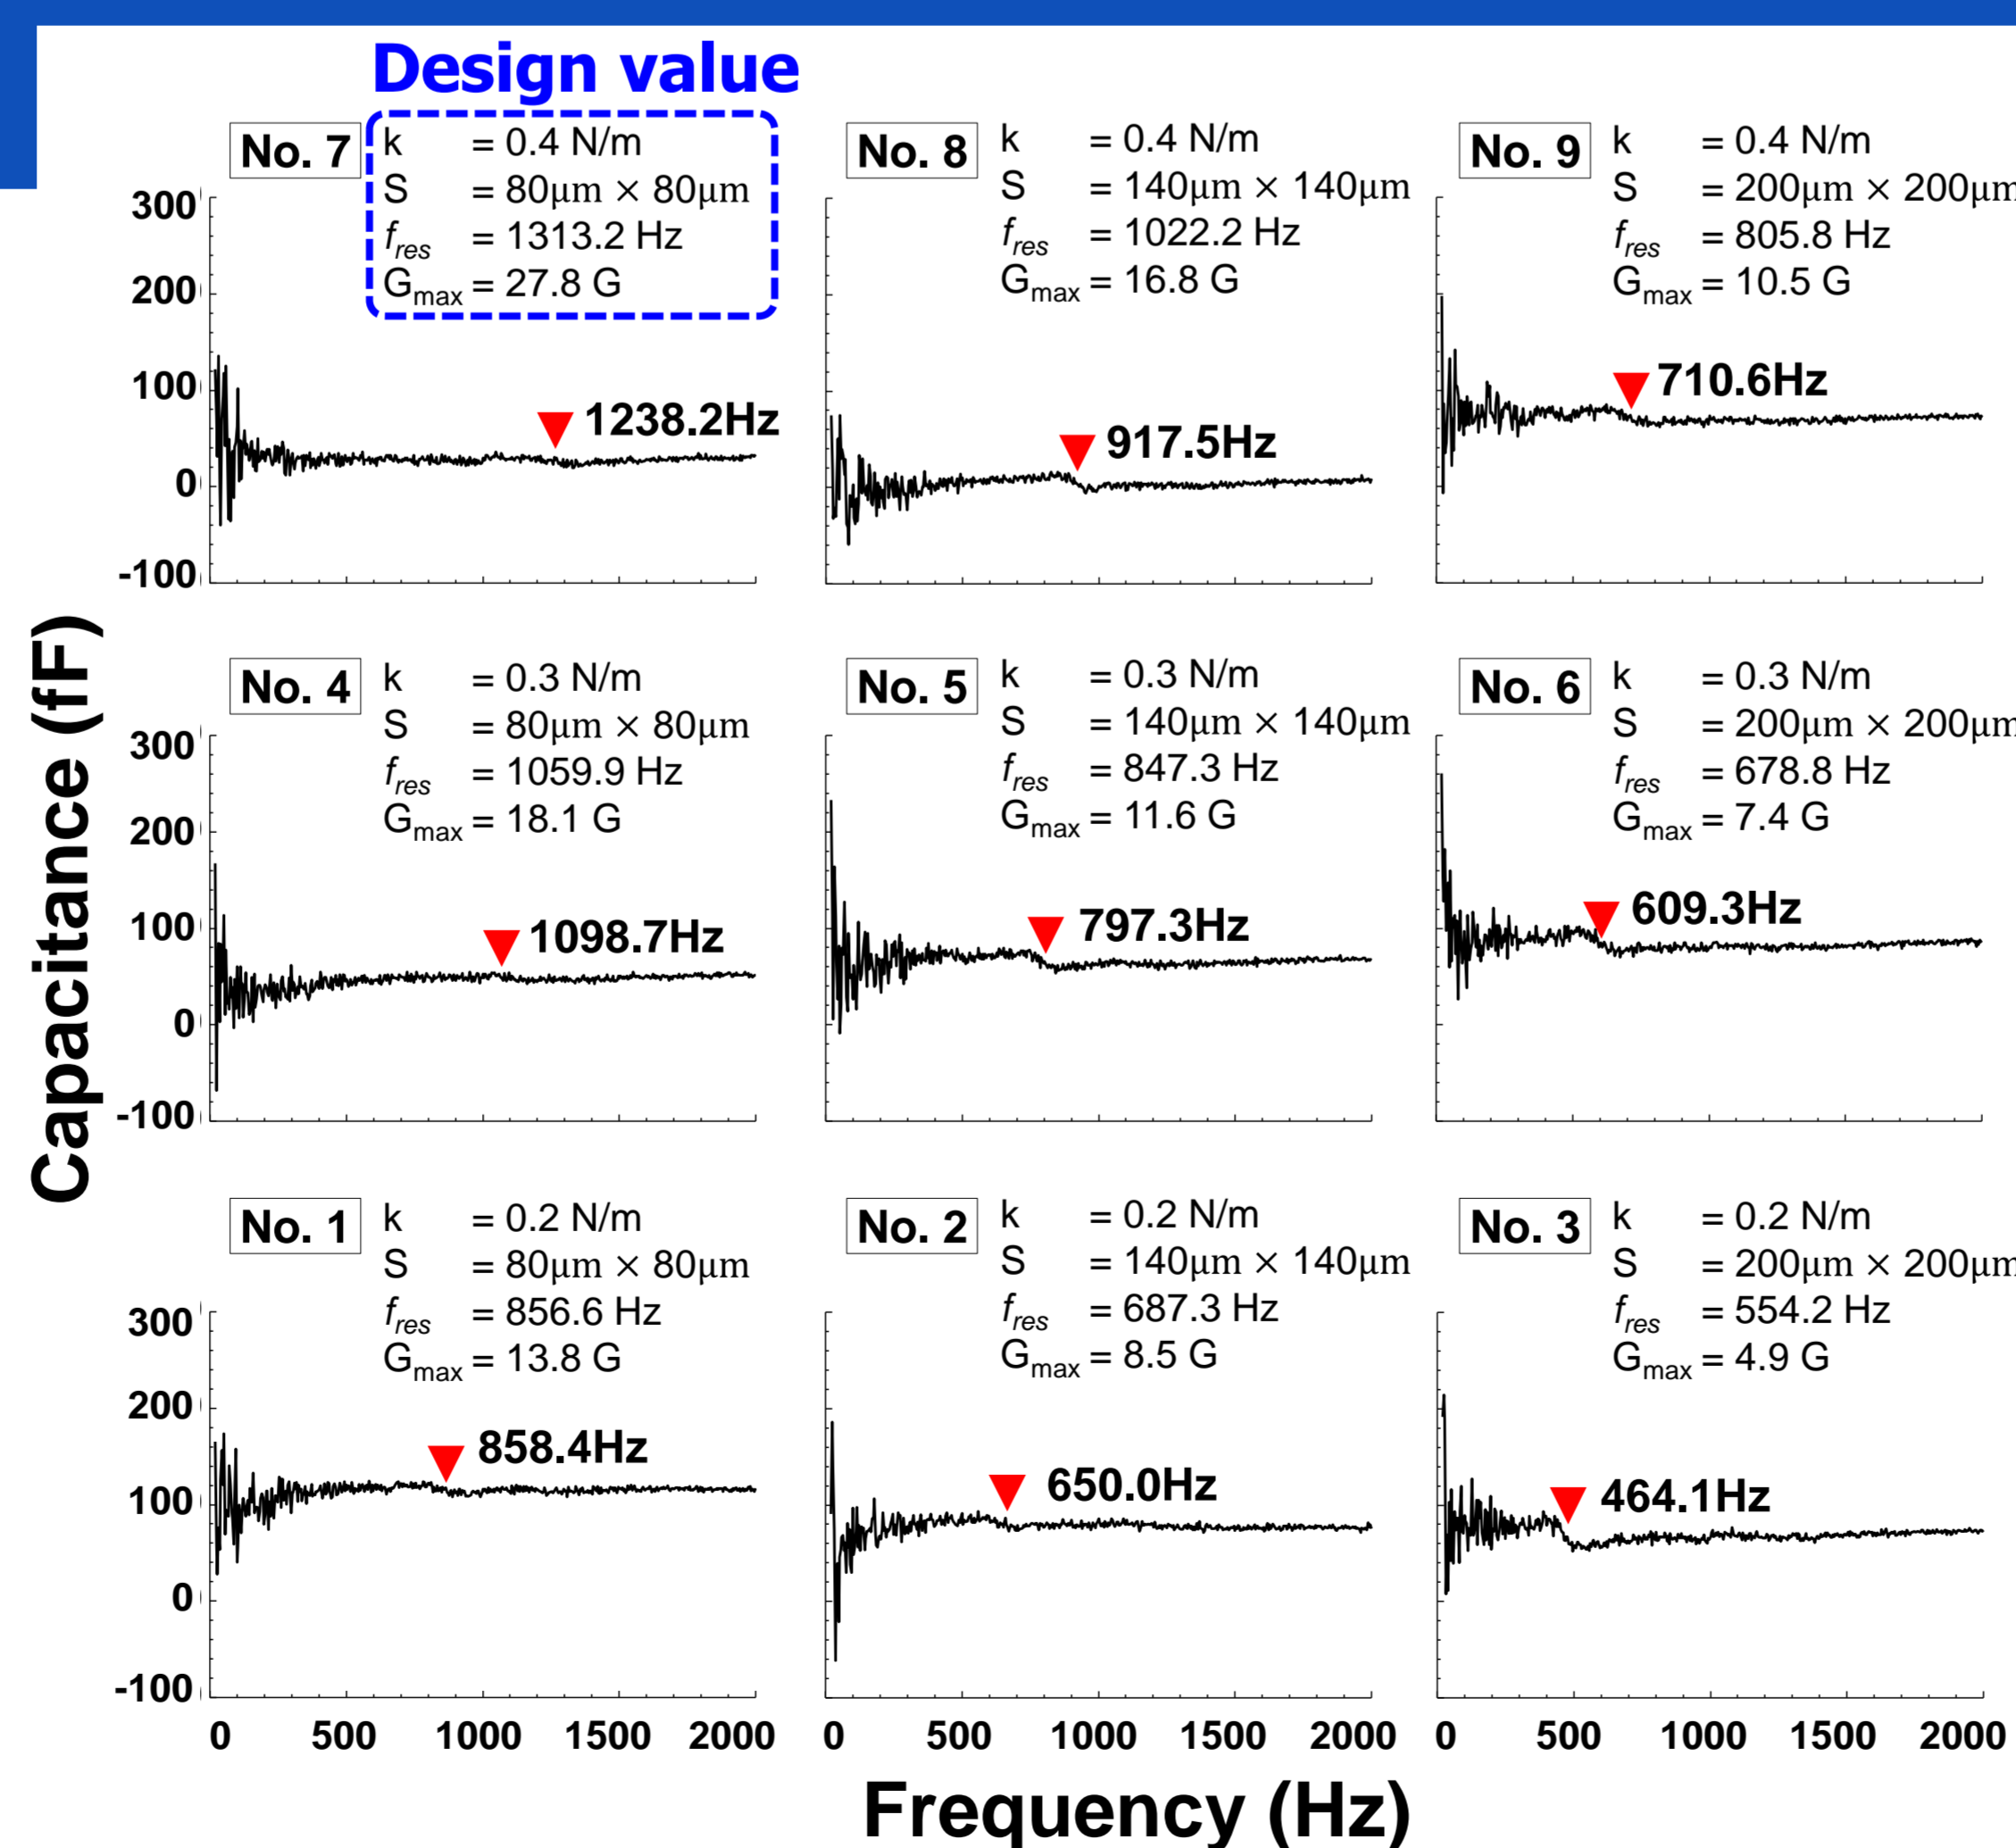 Design value
No. 7
k = 0.4 N/m
S = 80μm × 80μm
fres = 1313.2 Hz
Gmax = 27.8 G
300
200
100
0
-100
1238.2Hz
No. 8
k = 0.4 N/m
S = 140μm × 140μm
fres = 1022.2 Hz
Gmax = 16.8 G
917.5Hz
No. 9
k = 0.4 N/m
S = 200μm × 200μm
fres = 805.8 Hz
Gmax = 10.5 G
710.6Hz
Capacitance (fF)
No. 4
k = 0.3 N/m
S = 80μm × 80μm
fres = 1059.9 Hz
Gmax = 18.1 G
300
200
100
0
-100
1098.7Hz
No. 5
k = 0.3 N/m
S = 140μm × 140μm
fres = 847.3 Hz
Gmax = 11.6 G
797.3Hz
No. 6
k = 0.3 N/m
S = 200μm × 200μm
fres = 678.8 Hz
Gmax = 7.4 G
609.3Hz
No. 1
k = 0.2 N/m
S = 80μm × 80μm
fres = 856.6 Hz
Gmax = 13.8 G
300
200
100
0
-100
858.4Hz
No. 2
k = 0.2 N/m
S = 140μm × 140μm
fres = 687.3 Hz
Gmax = 8.5 G
650.0Hz
No. 3
k = 0.2 N/m
S = 200μm × 200μm
fres = 554.2 Hz
Gmax = 4.9 G
464.1Hz
0 500 1000 1500 2000
0 500 1000 1500 2000
0 500 1000 1500 2000
Frequency (Hz)